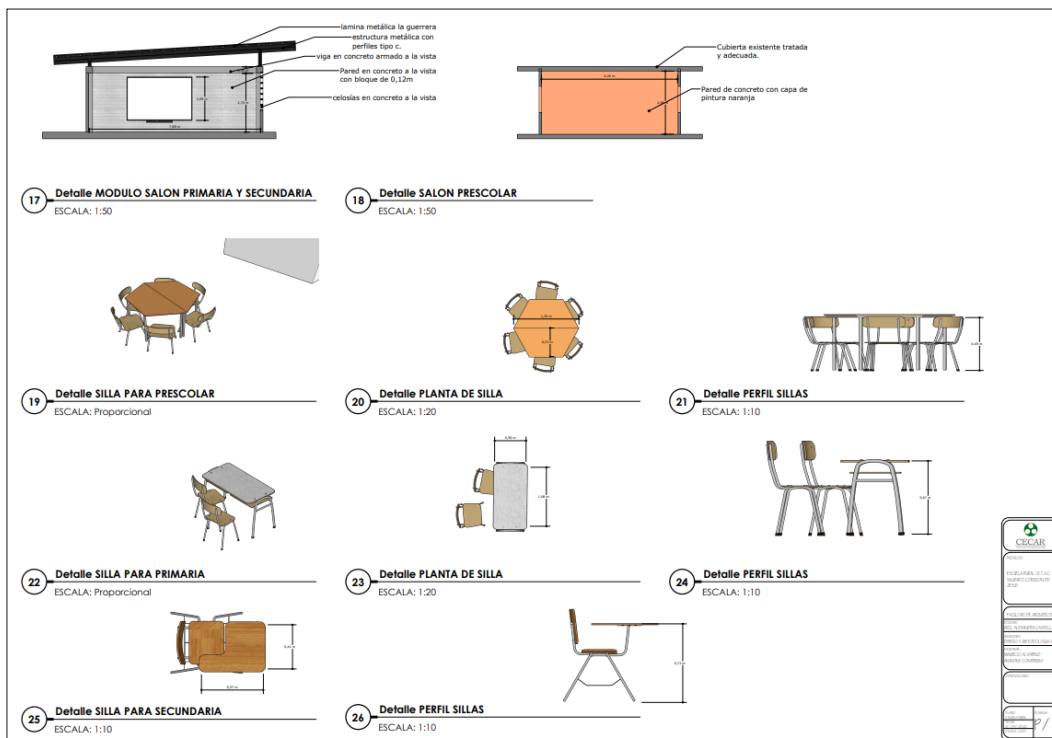 lamina metálica la guerrera
estructura metálica con
perfiles tipo c.
viga en concreto armado a la vista
Pared en concreto a la vista
con bloque de 0,12m
celosías en concreto a la vista
Cubierta existente tratada
y adecuada.
Pared de concreto con capa de
pintura naranja
17
Detalle MODULO SALON PRIMARIA Y SECUNDARIA
ESCALA: 1:50
18
Detalle SALON PRESCOLAR
ESCALA: 1:50
19
Detalle SILLA PARA PRESCOLAR
ESCALA: Proporcional
20
Detalle PLANTA DE SILLA
ESCALA: 1:20
21
Detalle PERFIL SILLAS
ESCALA: 1:10
22
Detalle SILLA PARA PRIMARIA
ESCALA: Proporcional
23
Detalle PLANTA DE SILLA
ESCALA: 1:20
24
Detalle PERFIL SILLAS
ESCALA: 1:10
25
Detalle SILLA PARA SECUNDARIA
ESCALA: 1:10
26
Detalle PERFIL SILLAS
ESCALA: 1:10
CECAR